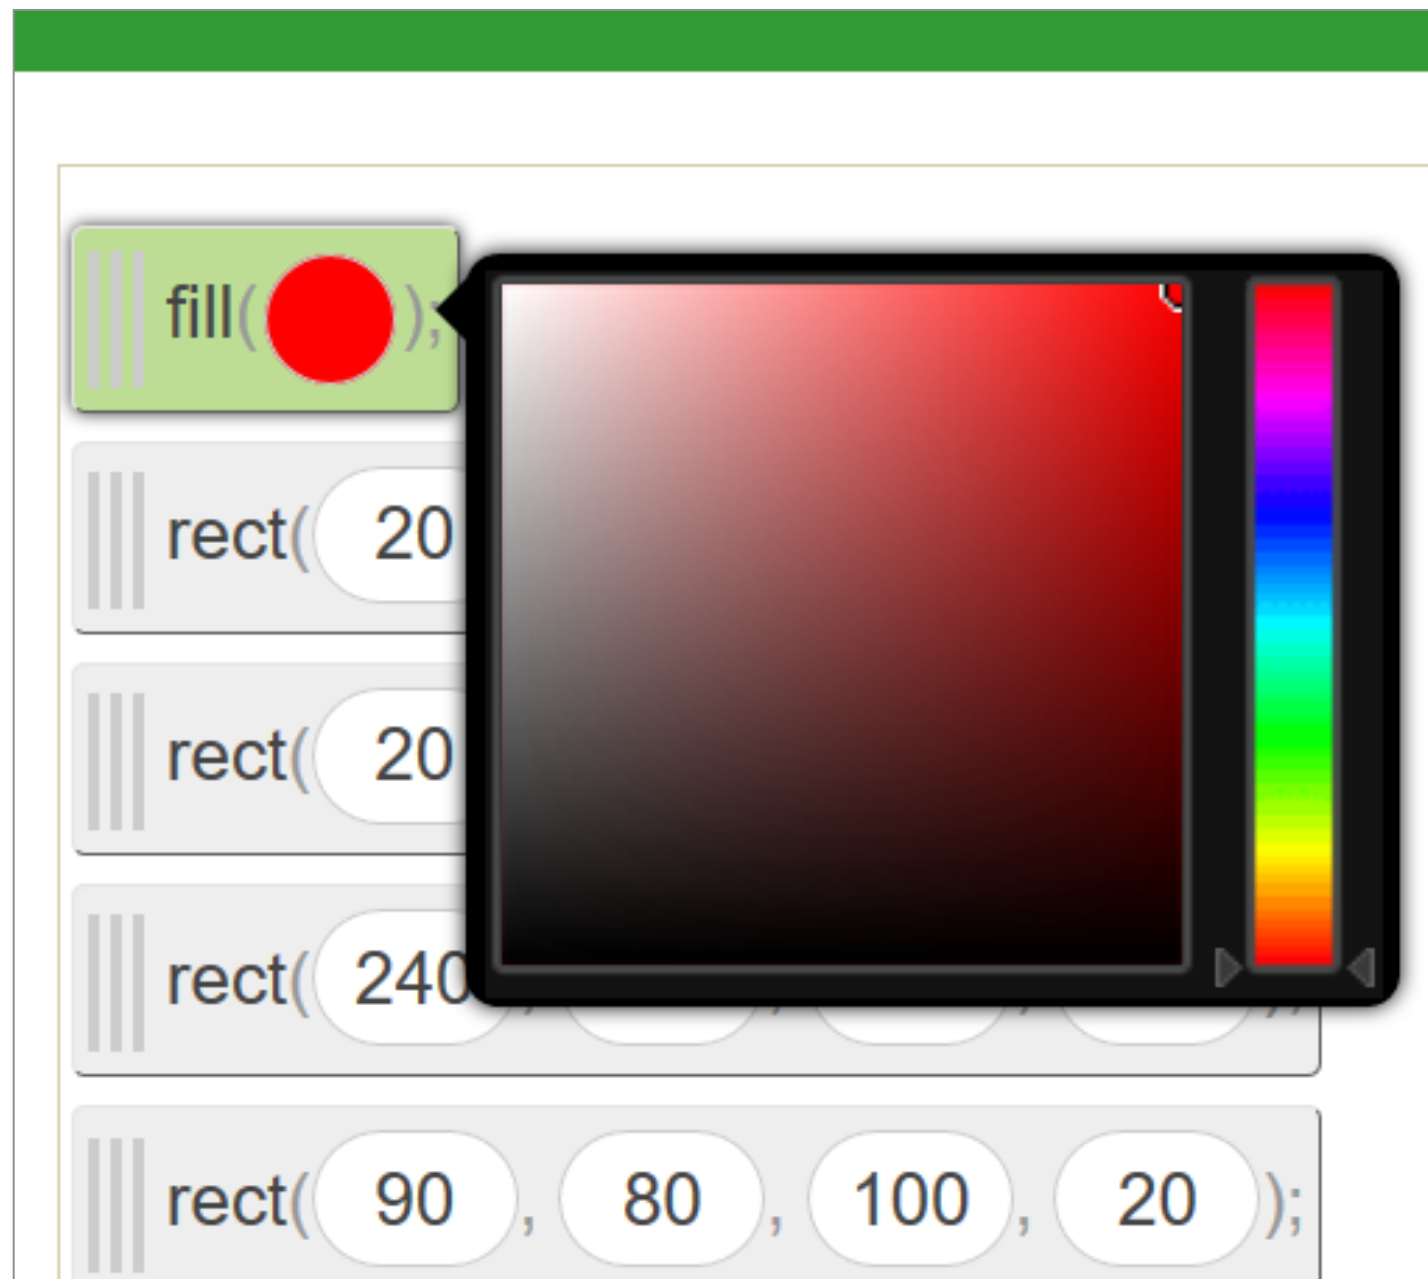 fill( );
rect( 20
rect( 20
rect( 240 , , , );
rect( 90 , 80 , 100 , 20 );